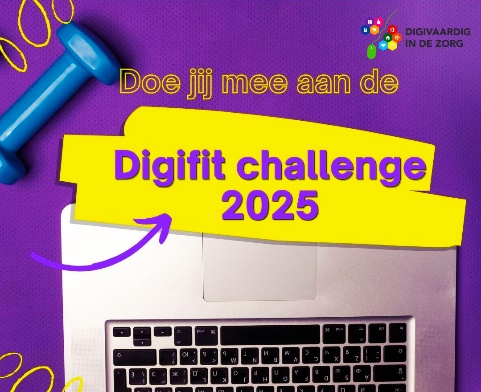 DIGIVAARDIG
IN DE ZORG
Doe jij mee aan de
Digifit challenge
2025